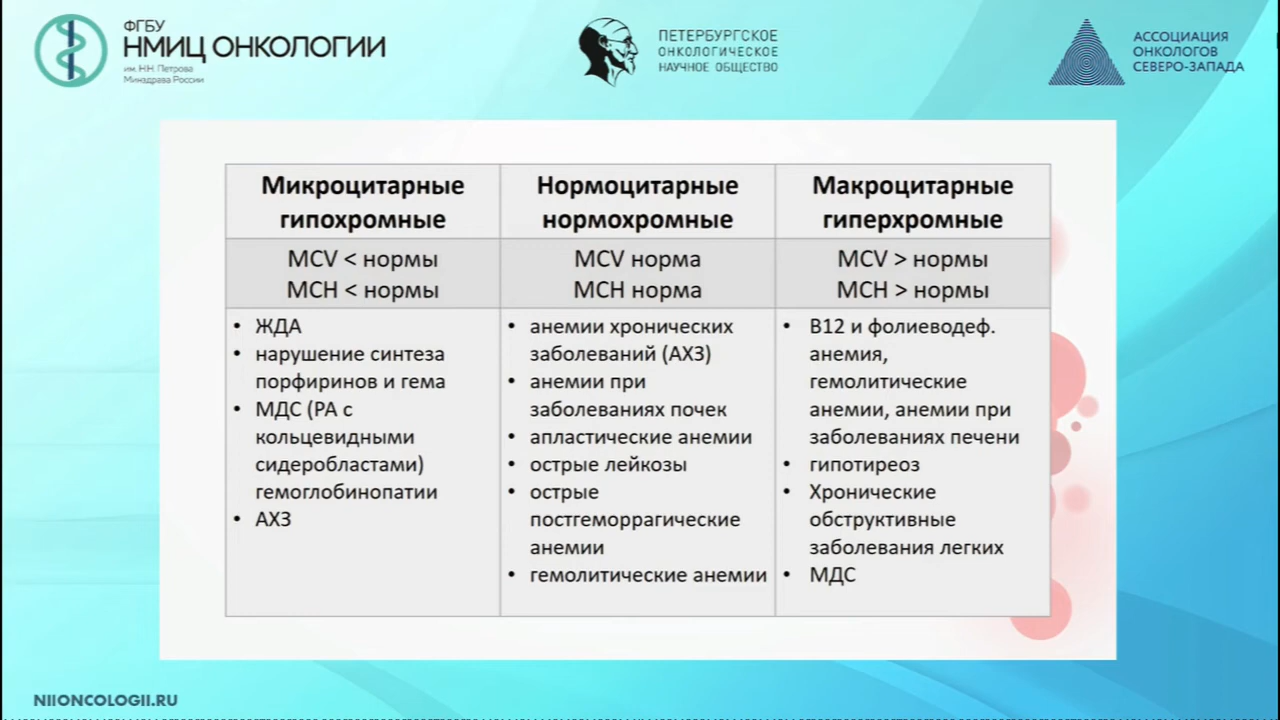 ФГБУ
НМИЦ ОНКОЛОГИИ
им. Н.Н. Петрова
Минздрава России
ПЕТЕРБУРГСКОЕ
ОНКОЛОГИЧЕСКОЕ
НАУЧНОЕ ОБЩЕСТВО
АССОЦИАЦИЯ
ОНКОЛОГОВ
СЕВЕРО-ЗАПАДА
Микроцитарные
гипохромные
MCV < нормы
MCH < нормы
• ЖДА
• нарушение синтеза
порфиринов и гема
• МДС (РА с
кольцевидными
сидеробластами)
гемоглобинопатии
• АХЗ
Нормоцитарные
нормохромные
MCV норма
MCH норма
• анемии хронических
заболеваний (АХЗ)
• анемии при
заболеваниях почек
• апластические анемии
• острые лейкозы
• острые
постгеморрагические
анемии
• гемолитические анемии
Макроцитарные
гиперхромные
MCV > нормы
MCH > нормы
• В12 и фолиеводеф.
анемия,
гемолитические
анемии, анемии при
заболеваниях печени
• гипотиреоз
• Хронические
обструктивные
заболевания легких
• МДС
NIIONCOLOGII.RU